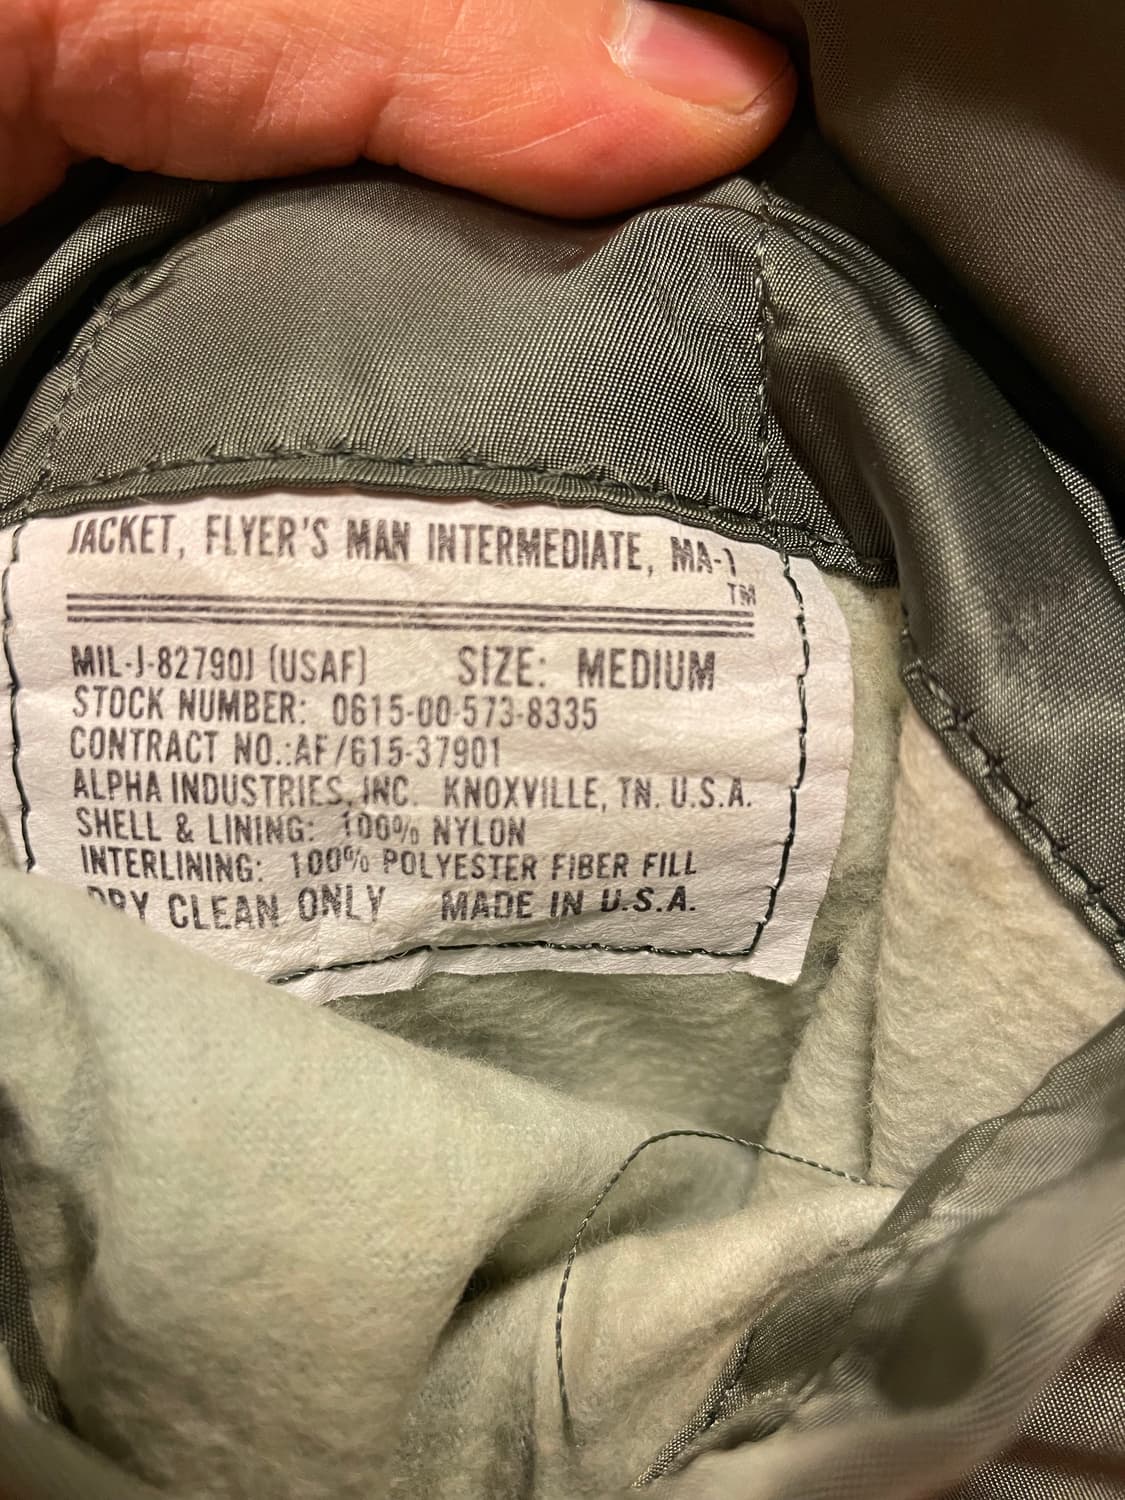 JACKET, FLYER'S MAN INTERMEDIATE, MA-1
TM
MIL-J-82790J (USAF) SIZE: MEDIUM
STOCK NUMBER: 0615-00-573-8335
CONTRACT NO.:AF/615-37901
ALPHA INDUSTRIES, INC. KNOXVILLE, TN. U.S.A.
SHELL & LINING: 100% NYLON
INTERLINING: 100% POLYESTER FIBER FILL
DRY CLEAN ONLY MADE IN U.S.A.